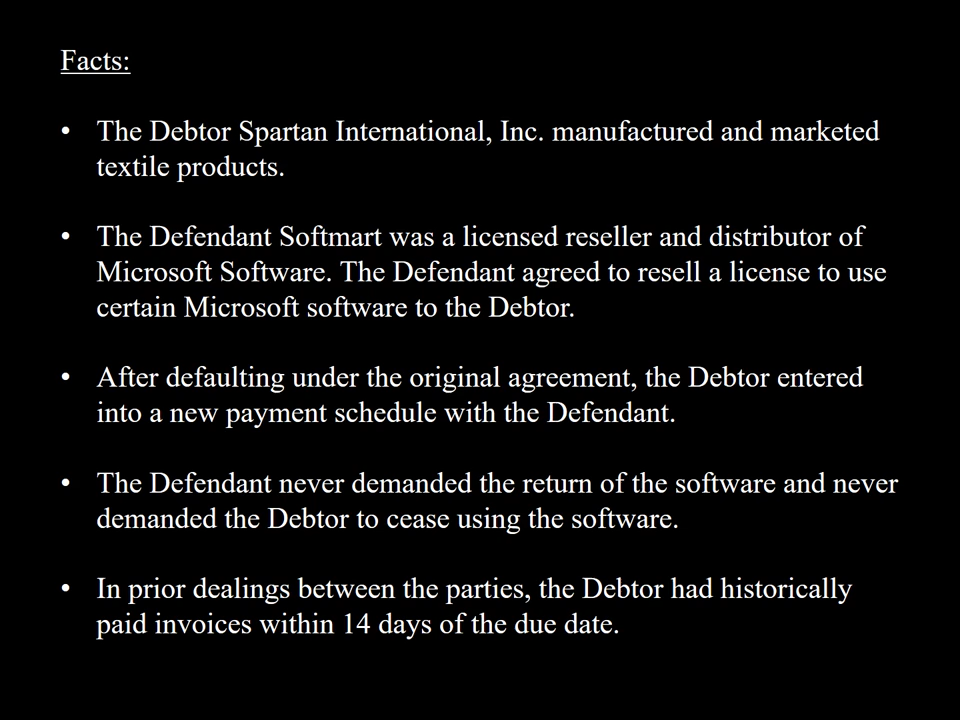 Facts:
• The Debtor Spartan International, Inc. manufactured and marketed
textile products.
• The Defendant Softmart was a licensed reseller and distributor of
Microsoft Software. The Defendant agreed to resell a license to use
certain Microsoft software to the Debtor.
• After defaulting under the original agreement, the Debtor entered
into a new payment schedule with the Defendant.
• The Defendant never demanded the return of the software and never
demanded the Debtor to cease using the software.
• In prior dealings between the parties, the Debtor had historically
paid invoices within 14 days of the due date.